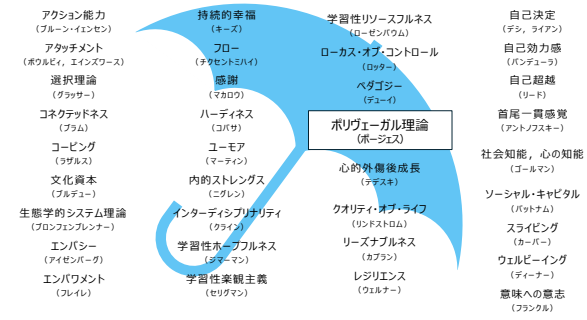 アクション能力
(ブルーン・イェンセン)
アタッチメント
(ボウルビィ, エインズワース)
選択理論
(グラッサー)
コネクテッドネス
(ブラム)
コーピング
(ラザルス)
文化資本
(ブルデュー)
生態学的システム理論
(ブロンフェンブレンナー)
エンパシー
(アイゼンバーグ)
エンパワメント
(フレイレ)
持続的幸福
(キーズ)
フロー
(チクセントミハイ)
感謝
(マカロウ)
ハーディネス
(コバサ)
ユーモア
(マーティン)
内的ストレングス
(ニグレン)
インターディシプリナリティ
(クライン)
学習性ホープフルネス
(ジマーマン)
学習性楽観主義
(セリグマン)
学習性リソースフルネス
(ローゼンバウム)
ローカス・オブ・コントロール
(ロッター)
ペダゴジー
(デューイ)
ポリヴェーガル理論
(ポージェス)
心的外傷後成長
(テデスキ)
クオリティ・オブ・ライフ
(リンドストロム)
リーズナブルネス
(カプラン)
レジリエンス
(ウェルナー)
自己決定
(デシ, ライアン)
自己効力感
(バンデューラ)
自己超越
(リード)
首尾一貫感覚
(アントノフスキー)
社会知能, 心の知能
(ゴールマン)
ソーシャル・キャピタル
(パットナム)
スライビング
(カーバー)
ウェルビーイング
(ディーナー)
意味への意志
(フランクル)